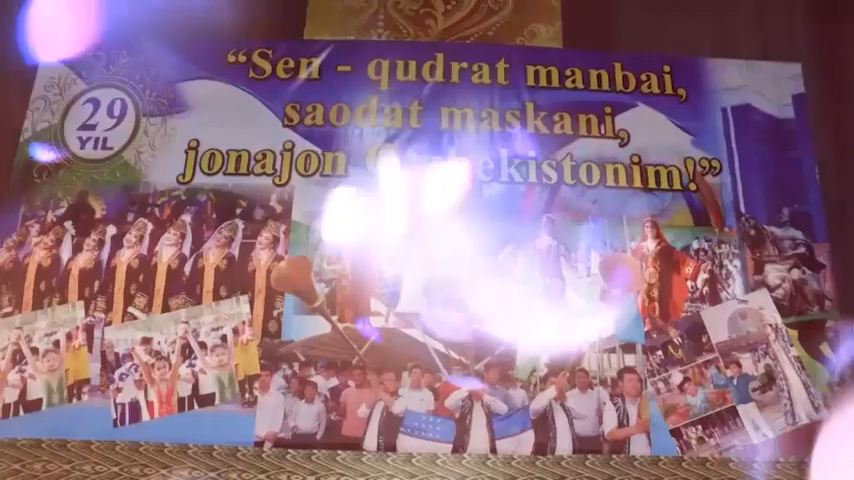 “Sen - qudrat manbai,
saodat maskani,
jonajon
29
YIL